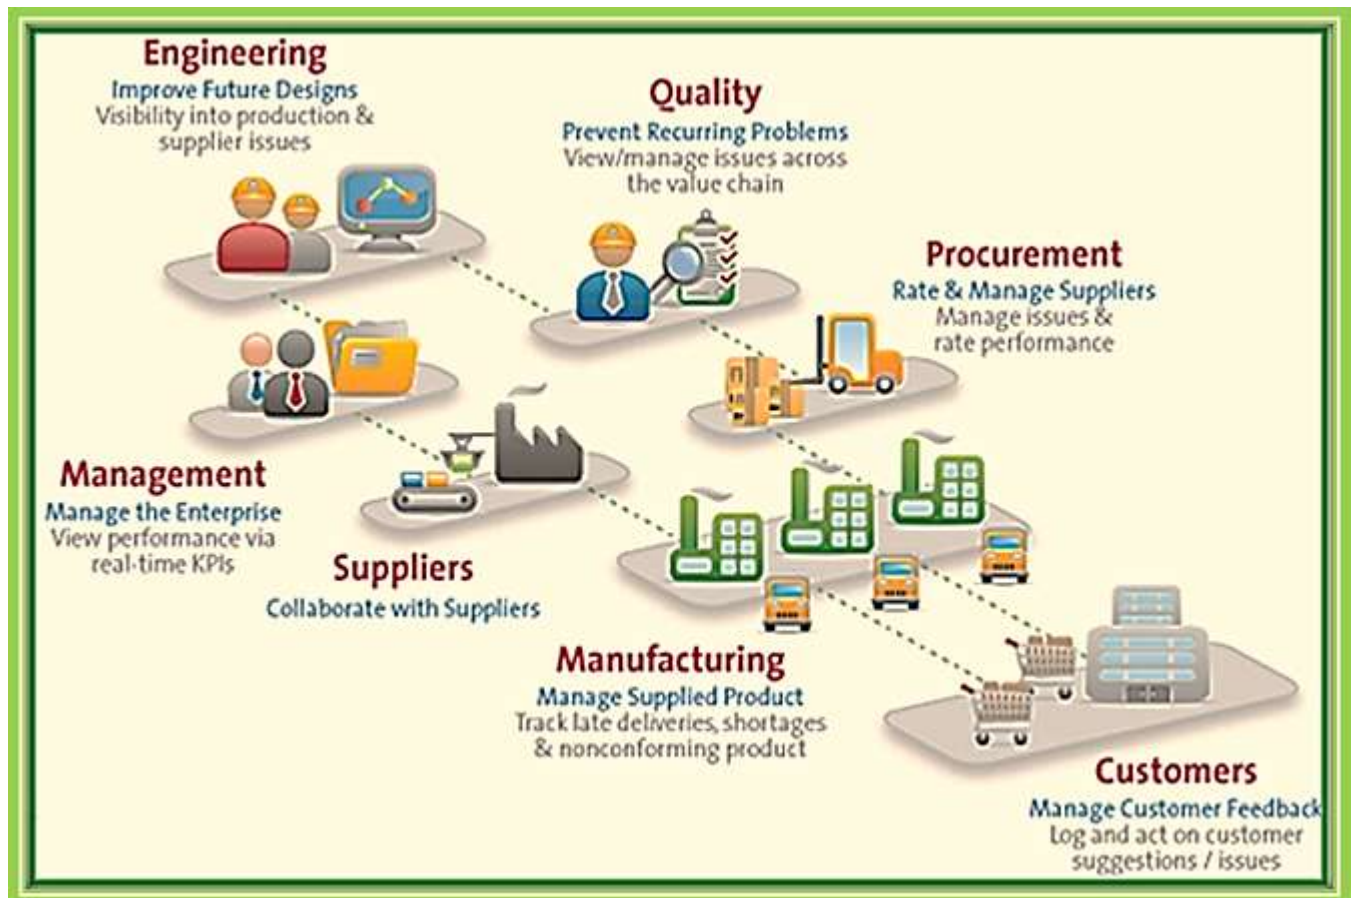 Engineering
Improve Future Designs
Visibility into production &
supplier issues
Quality
Prevent Recurring Problems
View/manage issues across
the value chain
Procurement
Rate & Manage Suppliers
Manage issues &
rate performance
Management
Manage the Enterprise
View performance via
real-time KPIs
Suppliers
Collaborate with Suppliers
Manufacturing
Manage Supplied Product
Track late deliveries, shortages
& nonconforming product
Customers
Manage Customer Feedback
Log and act on customer
suggestions / issues